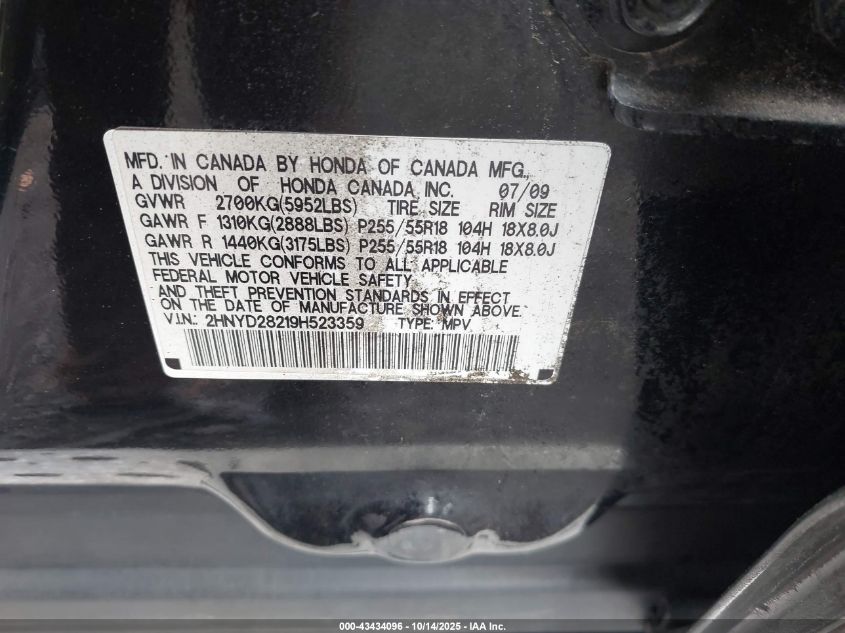 MFD. IN CANADA BY HONDA OF CANADA MFG.,
A DIVISION OF HONDA CANADA INC. 07/09
GVWR 2700KG(5952LBS) TIRE SIZE RIM SIZE
GAWR F 1310KG(2888LBS) P255/55R18 104H 18X8.0J
GAWR R 1440KG(3175LBS) P255/55R18 104H 18X8.0J
THIS VEHICLE CONFORMS TO ALL APPLICABLE
FEDERAL MOTOR VEHICLE SAFETY
AND THEFT PREVENTION STANDARDS IN EFFECT
ON THE DATE OF MANUFACTURE SHOWN ABOVE.
V.I.N.: 2HNYD28219H523359 TYPE: MPV
000-43434096 - 10/14/2025 - IAA Inc.